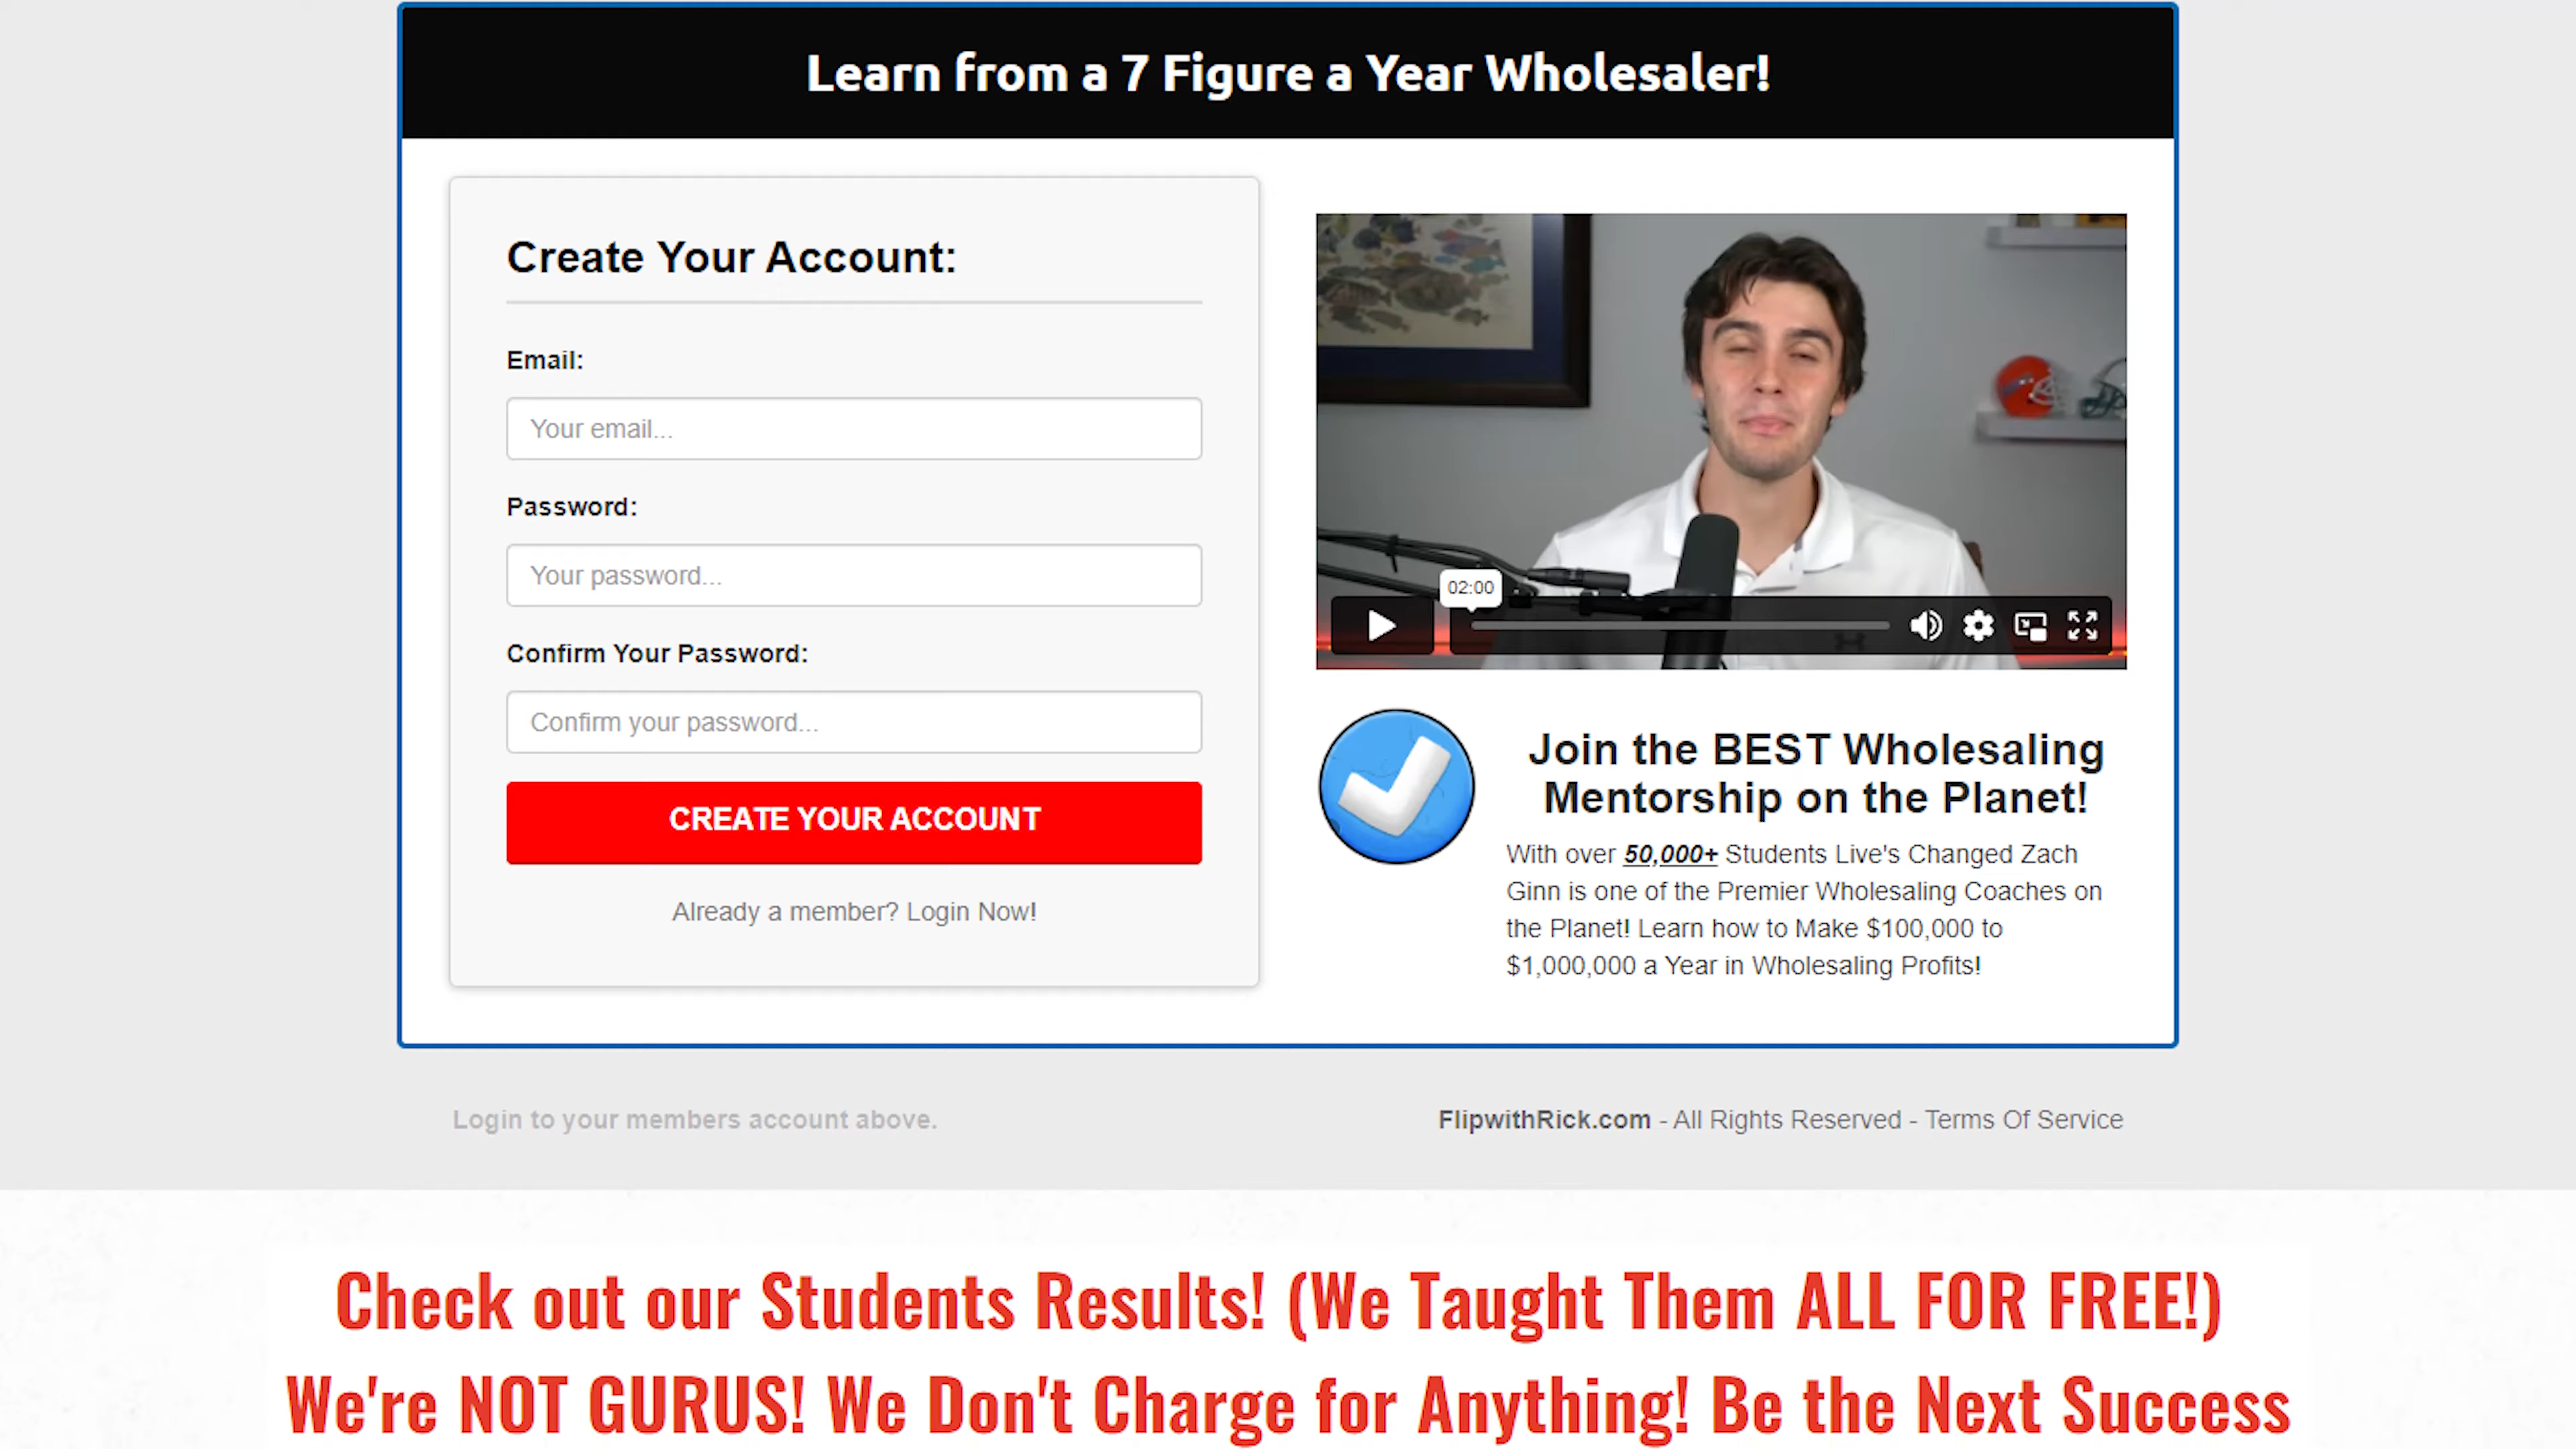 Learn from a 7 Figure a Year Wholesaler!
Create Your Account:
Email:
Your email...
Password:
Your password...
Confirm Your Password:
Confirm your password...
CREATE YOUR ACCOUNT
Already a member? Login Now!
02:00
Join the BEST Wholesaling
Mentorship on the Planet!
With over 50,000+ Students Live's Changed Zach
Ginn is one of the Premier Wholesaling Coaches on
the Planet! Learn how to Make $100,000 to
$1,000,000 a Year in Wholesaling Profits!
Login to your members account above.
FlipwithRick.com - All Rights Reserved - Terms Of Service
Check out our Students Results! (We Taught Them ALL FOR FREE!)
We're NOT GURUS! We Don't Charge for Anything! Be the Next Success